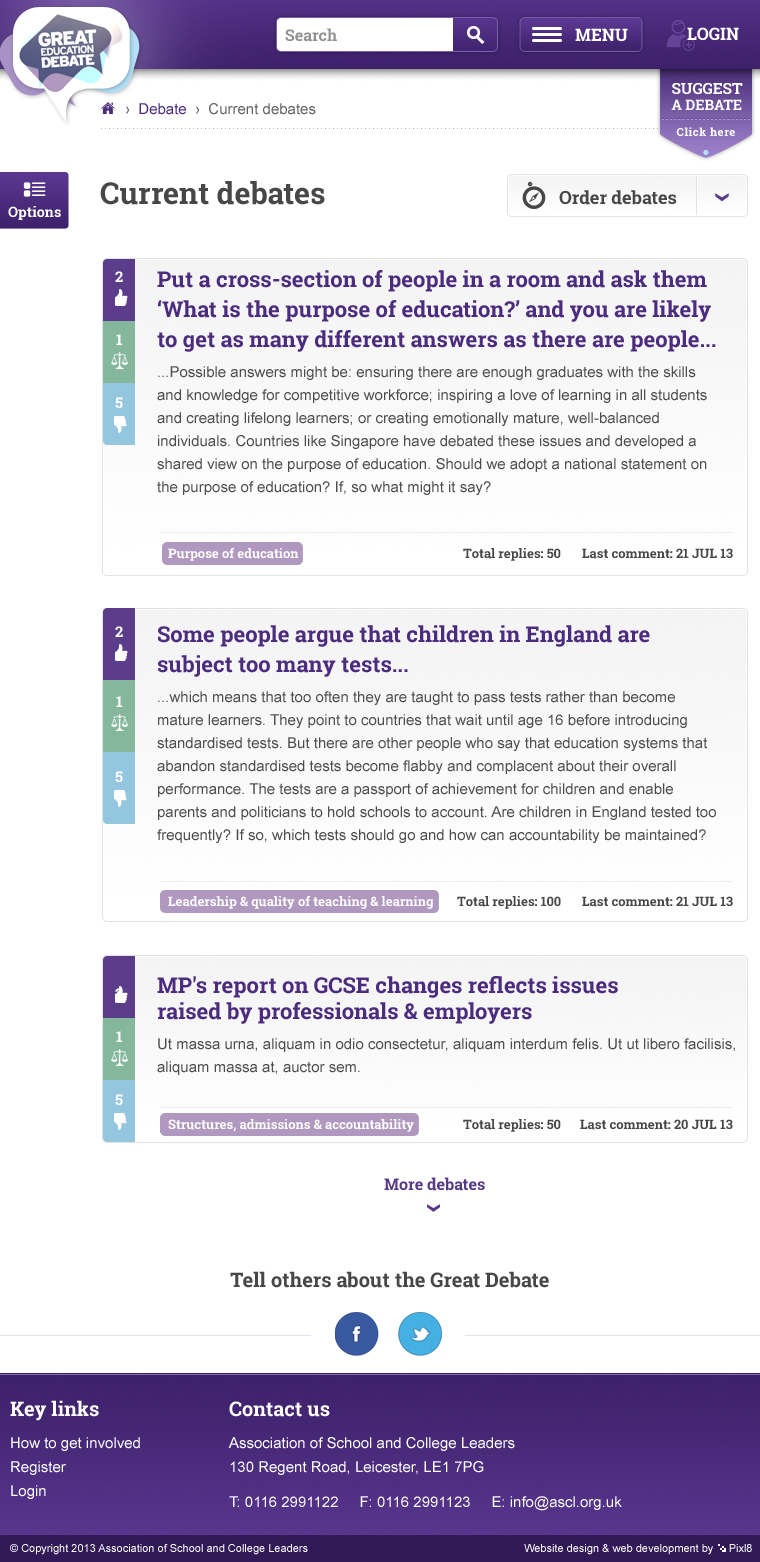 GREAT
EDUCATION
DEBATE
Search
MENU
LOGIN
SUGGEST
A DEBATE
Click here
› Debate › Current debates
Options
Current debates
Order debates
2
1
5
Put a cross-section of people in a room and ask them
‘What is the purpose of education?’ and you are likely
to get as many different answers as there are people...
...Possible answers might be: ensuring there are enough graduates with the skills
and knowledge for competitive workforce; inspiring a love of learning in all students
and creating lifelong learners; or creating emotionally mature, well-balanced
individuals. Countries like Singapore have debated these issues and developed a
shared view on the purpose of education. Should we adopt a national statement on
the purpose of education? If, so what might it say?
Purpose of education Total replies: 50 Last comment: 21 JUL 13
2
1
5
Some people argue that children in England are
subject too many tests...
...which means that too often they are taught to pass tests rather than become
mature learners. They point to countries that wait until age 16 before introducing
standardised tests. But there are other people who say that education systems that
abandon standardised tests become flabby and complacent about their overall
performance. The tests are a passport of achievement for children and enable
parents and politicians to hold schools to account. Are children in England tested too
frequently? If so, which tests should go and how can accountability be maintained?
Leadership & quality of teaching & learning Total replies: 100 Last comment: 21 JUL 13
1
5
MP's report on GCSE changes reflects issues
raised by professionals & employers
Ut massa urna, aliquam in odio consectetur, aliquam interdum felis. Ut ut libero facilisis,
aliquam massa at, auctor sem.
Structures, admissions & accountability Total replies: 50 Last comment: 20 JUL 13
More debates
Tell others about the Great Debate
f
Key links
How to get involved
Register
Login
Contact us
Association of School and College Leaders
130 Regent Road, Leicester, LE1 7PG
T: 0116 2991122 F: 0116 2991123 E: info@ascl.org.uk
© Copyright 2013 Association of School and College Leaders
Website design & web development by Pixl8